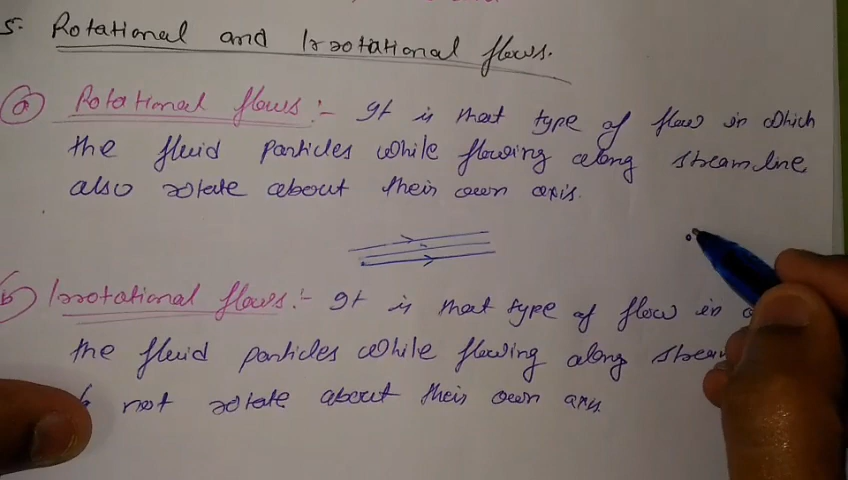 5. Rotational and Irrotational flows.
a Rotational flows:- It is that type of flow in which
the fluid particles while flowing along streamline
also rotate about their own axis.
b Irrotational flows:- It is that type of flow in
the fluid particles while flowing along
not rotate about their own axis